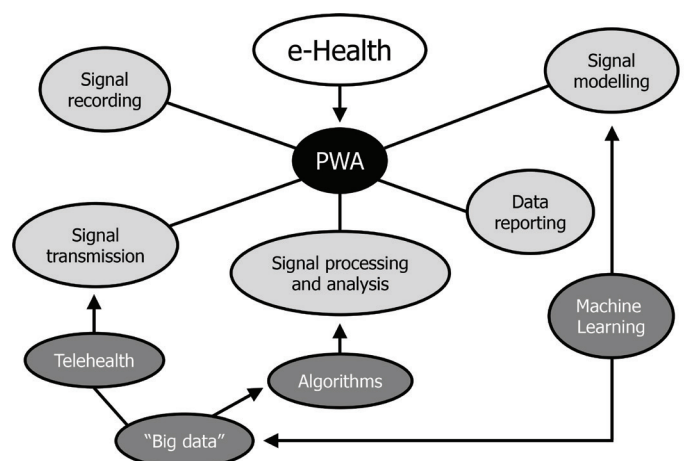 e-Health
Signal
recording
Signal
modelling
PWA
Data
reporting
Signal
transmission
Signal processing
and analysis
Machine
Learning
Telehealth
Algorithms
“Big data”